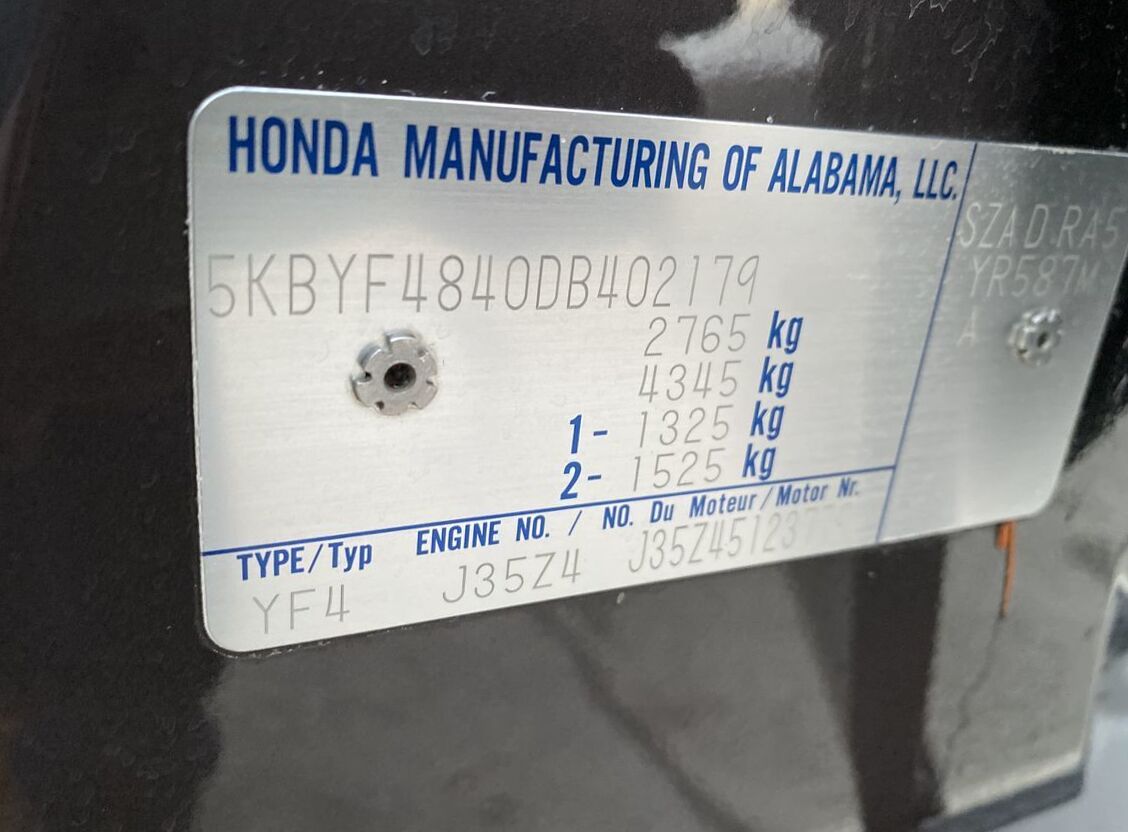 HONDA MANUFACTURING OF ALABAMA, LLC.
5KBYF4840DB402179
2765 kg
4345 kg
1- 1325 kg
2- 1525 kg
TYPE/Typ ENGINE NO. / NO. Du Moteur/Motor Nr.
YF4 J35Z4
SZA D.RA5
YR587M
A